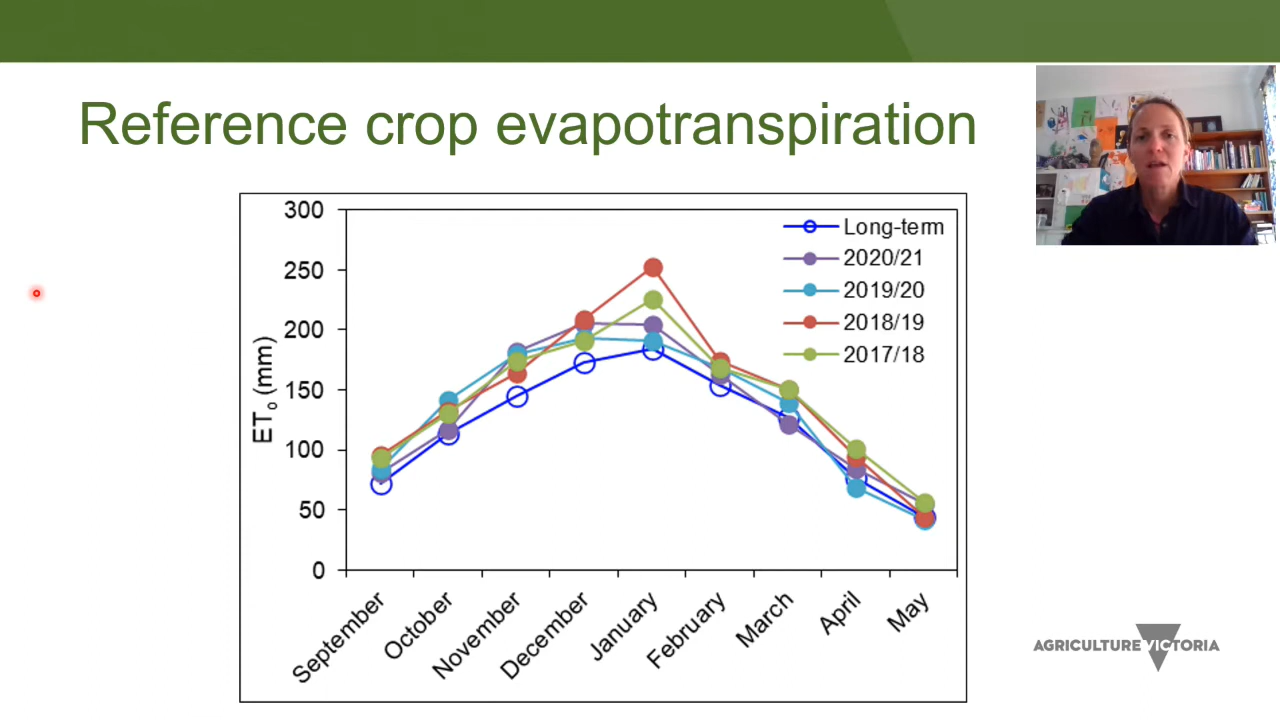 Reference crop evapotranspiration
300
250
200
150
100
50
0
ET₀ (mm)
Long-term
2020/21
2019/20
2018/19
2017/18
September
October
November
December
January
February
March
April
May
AGRICULTURE VICTORIA